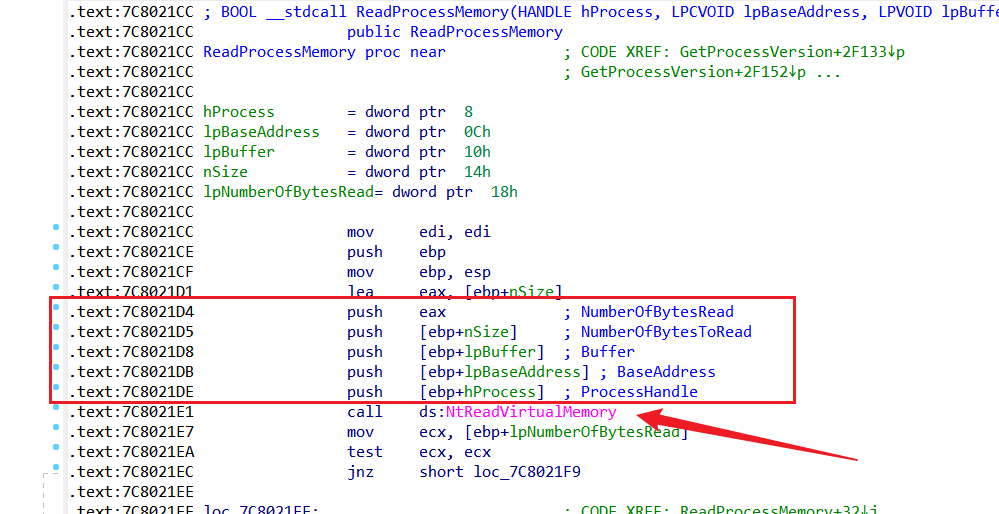 .text:7C8021CC ; BOOL __stdcall ReadProcessMemory(HANDLE hProcess, LPCVOID lpBaseAddress, LPVOID lpBuffe
.text:7C8021CC public ReadProcessMemory
.text:7C8021CC ReadProcessMemory proc near ; CODE XREF: GetProcessVersion+2F133↓p
.text:7C8021CC ; GetProcessVersion+2F152↓p ...
.text:7C8021CC
.text:7C8021CC hProcess = dword ptr 8
.text:7C8021CC lpBaseAddress = dword ptr 0Ch
.text:7C8021CC lpBuffer = dword ptr 10h
.text:7C8021CC nSize = dword ptr 14h
.text:7C8021CC lpNumberOfBytesRead= dword ptr 18h
.text:7C8021CC
.text:7C8021CC mov edi, edi
.text:7C8021CE push ebp
.text:7C8021CF mov ebp, esp
.text:7C8021D1 lea eax, [ebp+nSize]
.text:7C8021D4 push eax ; NumberOfBytesRead
.text:7C8021D5 push [ebp+nSize] ; NumberOfBytesToRead
.text:7C8021D8 push [ebp+lpBuffer] ; Buffer
.text:7C8021DB push [ebp+lpBaseAddress] ; BaseAddress
.text:7C8021DE push [ebp+hProcess] ; ProcessHandle
.text:7C8021E1 call ds:NtReadVirtualMemory
.text:7C8021E7 mov ecx, [ebp+lpNumberOfBytesRead]
.text:7C8021EA test ecx, ecx
.text:7C8021EC jnz short loc_7C8021F9
.text:7C8021EE
.text:7C8021EE loc_7C8021EE: ; CODE XREF: ReadProcessMemory+32↓j